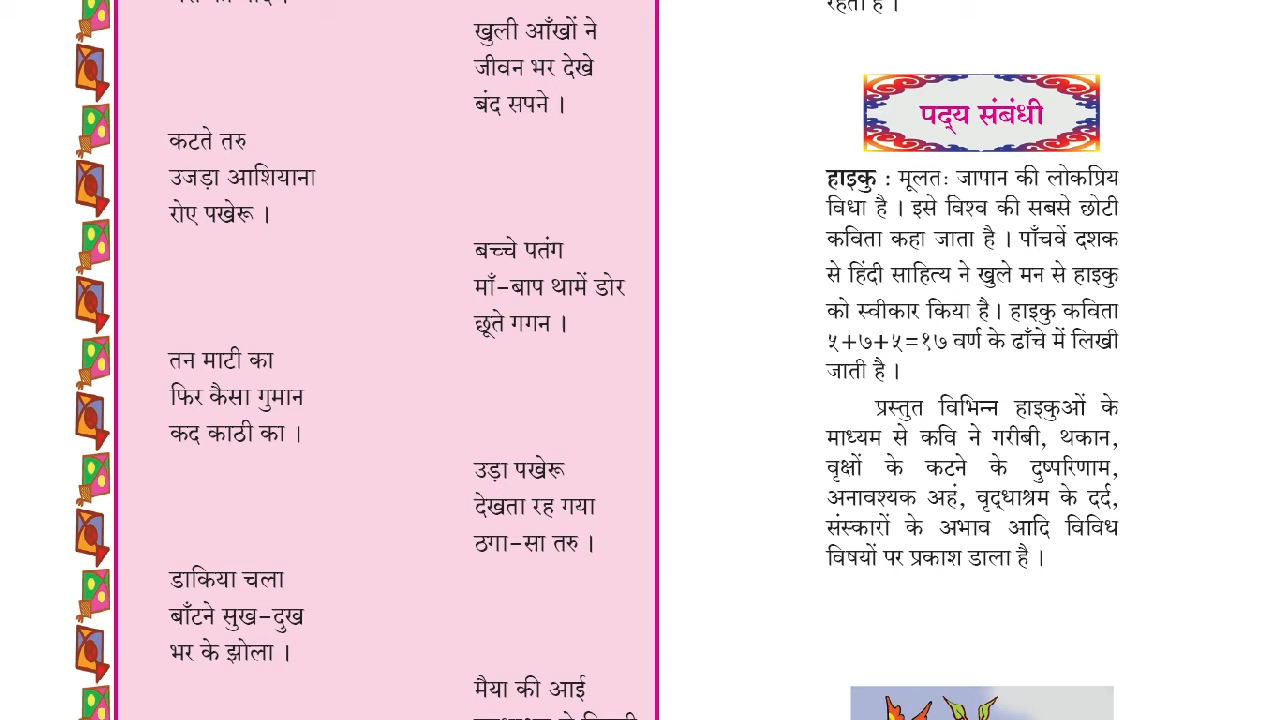 खुली आँखों ने
जीवन भर देखे
बंद सपने ।
कटते तरु
उजड़ा आशियाना
रोए पखेरू ।
बच्चे पतंग
माँ-बाप थामें डोर
छूते गगन ।
तन माटी का
फिर कैसा गुमान
कद काठी का ।
उड़ा पखेरू
देखता रह गया
ठगा-सा तरु ।
डाकिया चला
बाँटने सुख-दुख
भर के झोला ।
मैया की आई
रहता है ।
पद्य संबंधी
हाइकु : मूलतः जापान की लोकप्रिय
विधा है । इसे विश्व की सबसे छोटी
कविता कहा जाता है । पाँचवें दशक
से हिंदी साहित्य ने खुले मन से हाइकु
को स्वीकार किया है। हाइकु कविता
५+७+५=१७ वर्ण के ढाँचे में लिखी
जाती है ।
प्रस्तुत विभिन्न हाइकुओं के
माध्यम से कवि ने गरीबी, थकान,
वृक्षों के कटने के दुष्परिणाम,
अनावश्यक अहं, वृद्धाश्रम के दर्द,
संस्कारों के अभाव आदि विविध
विषयों पर प्रकाश डाला है ।